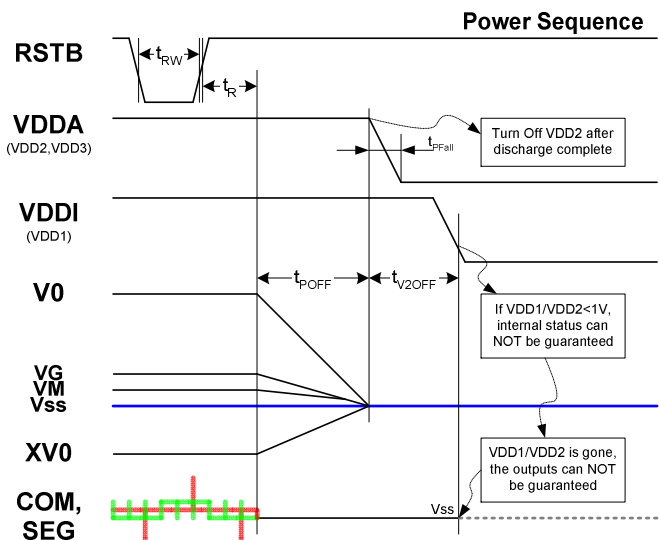 Power Sequence
RSTB
tRW
tR
VDDA
(VDD2,VDD3)
tPFall
Turn Off VDD2 after
discharge complete
VDDI
(VDD1)
tPOFF
tV2OFF
V0
If VDD1/VDD2<1V,
internal status can
NOT be guaranteed
VG
VM
Vss
XV0
VDD1/VDD2 is gone,
the outputs can NOT
be guaranteed
COM,
SEG
Vss